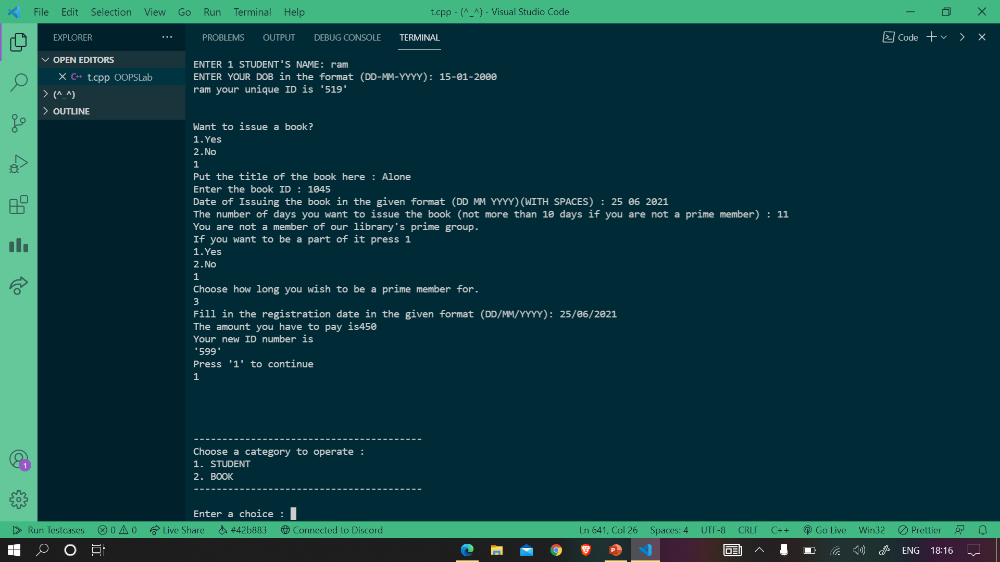 File Edit Selection View Go Run Terminal Help
t.cpp - (^_^) - Visual Studio Code
EXPLORER
OPEN EDITORS
C++ t.cpp OOPSLab
(^_^)
OUTLINE
PROBLEMS OUTPUT DEBUG CONSOLE TERMINAL
Code
ENTER 1 STUDENT'S NAME: ram
ENTER YOUR DOB in the format (DD-MM-YYYY): 15-01-2000
ram your unique ID is '519'
Want to issue a book?
1.Yes
2.No
1
Put the title of the book here : Alone
Enter the book ID : 1045
Date of Issuing the book in the given format (DD MM YYYY)(WITH SPACES) : 25 06 2021
The number of days you want to issue the book (not more than 10 days if you are not a prime member) : 11
You are not a member of our library's prime group.
If you want to be a part of it press 1
1.Yes
2.No
1
Choose how long you wish to be a prime member for.
3
Fill in the registration date in the given format (DD/MM/YYYY): 25/06/2021
The amount you have to pay is450
Your new ID number is
'599'
Press '1' to continue
1
----------------------------------------
Choose a category to operate :
1. STUDENT
2. BOOK
----------------------------------------
Enter a choice :
1
Run Testcases 0 0 Live Share #42b883 Connected to Discord
Ln 641, Col 26 Spaces: 4 UTF-8 CRLF C++ Go Live Win32 Prettier
P
ENG 18:16